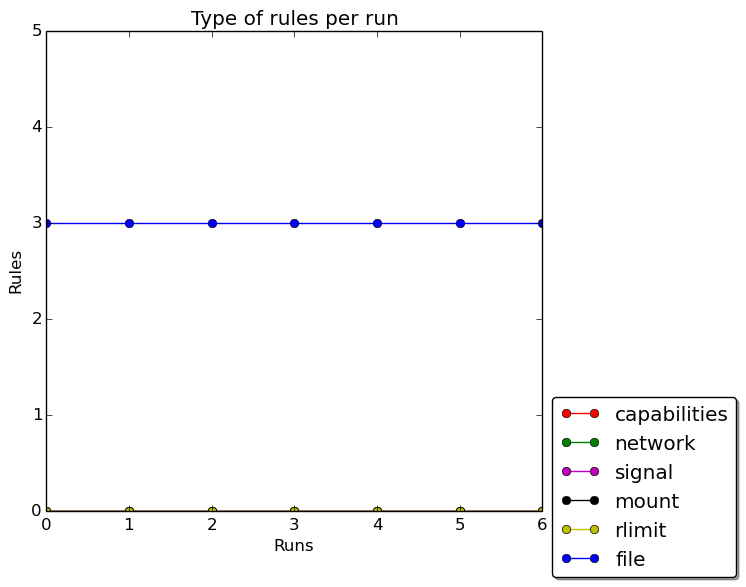 Type of rules per run
5
4
3
2
1
0
Rules
0 1 2 3 4 5 6
Runs
capabilities
network
signal
mount
rlimit
file